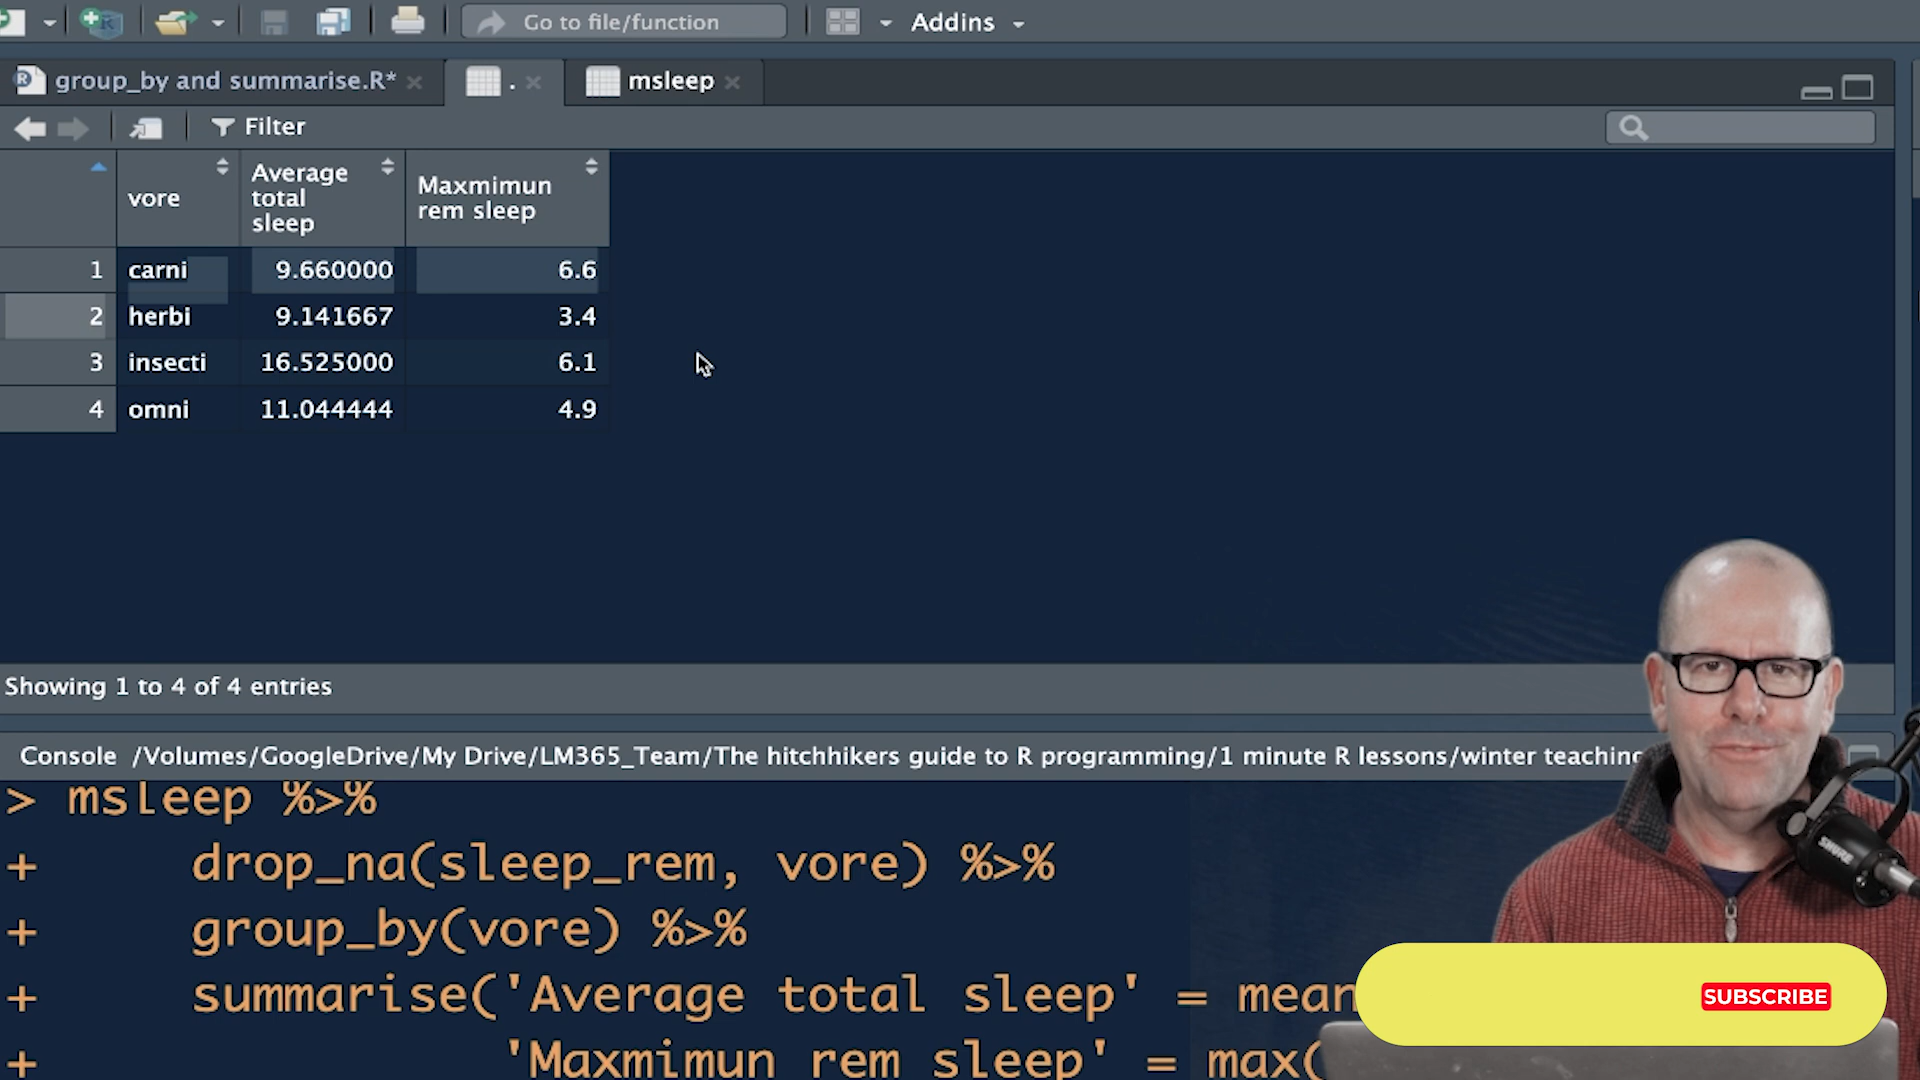 Go to file/function
Addins
group_by and summarise.R*
.
msleep
Filter
vore
Average
total
sleep
Maxmimun
rem sleep
1 carni 9.660000 6.6
2 herbi 9.141667 3.4
3 insecti 16.525000 6.1
4 omni 11.044444 4.9
Showing 1 to 4 of 4 entries
Console /Volumes/GoogleDrive/My Drive/LM365_Team/The hitchhikers guide to R programming/1 minute R lessons/winter teaching
> msleep %>%
+ drop_na(sleep_rem, vore) %>%
+ group_by(vore) %>%
+ summarise('Average total sleep' = mean
+ 'Maxmimun rem sleep' = max(
SHURE
SUBSCRIBE